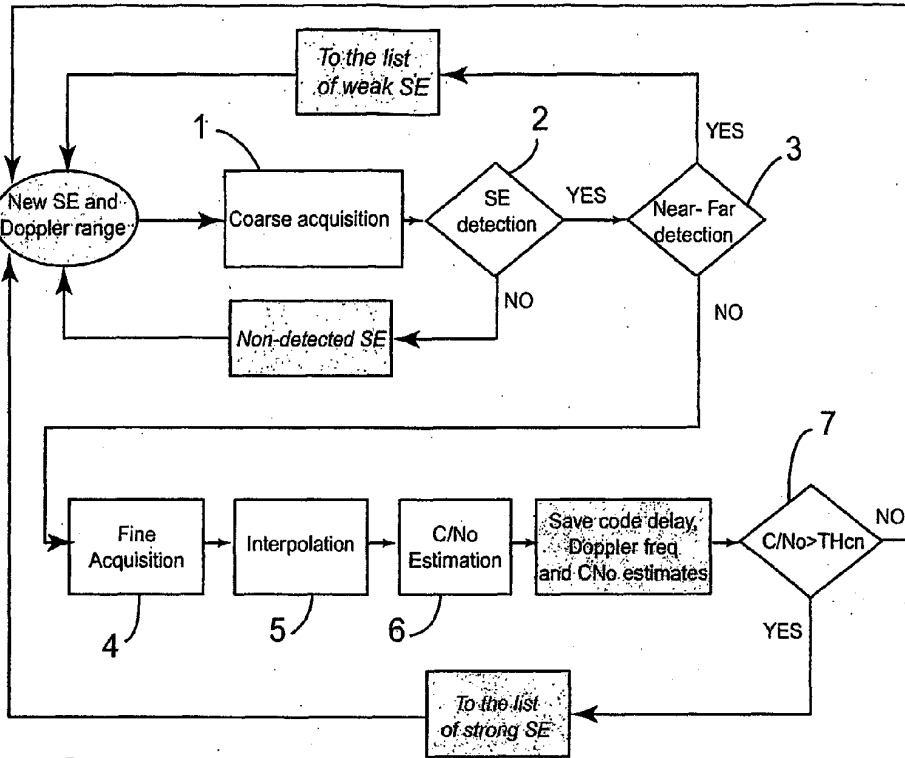 To the list
of weak SE
1
2
YES
3
New SE and
Doppler range
Coarse acquisition
SE
detection
YES
Near- Far
detection
NO
NO
Non-detected SE
7
Fine
Acquisition
Interpolation
C/No
Estimation
Save code delay,
Doppler freq
and CNo estimates
C/No>THcn
NO
4
5
6
YES
To the list
of strong SE